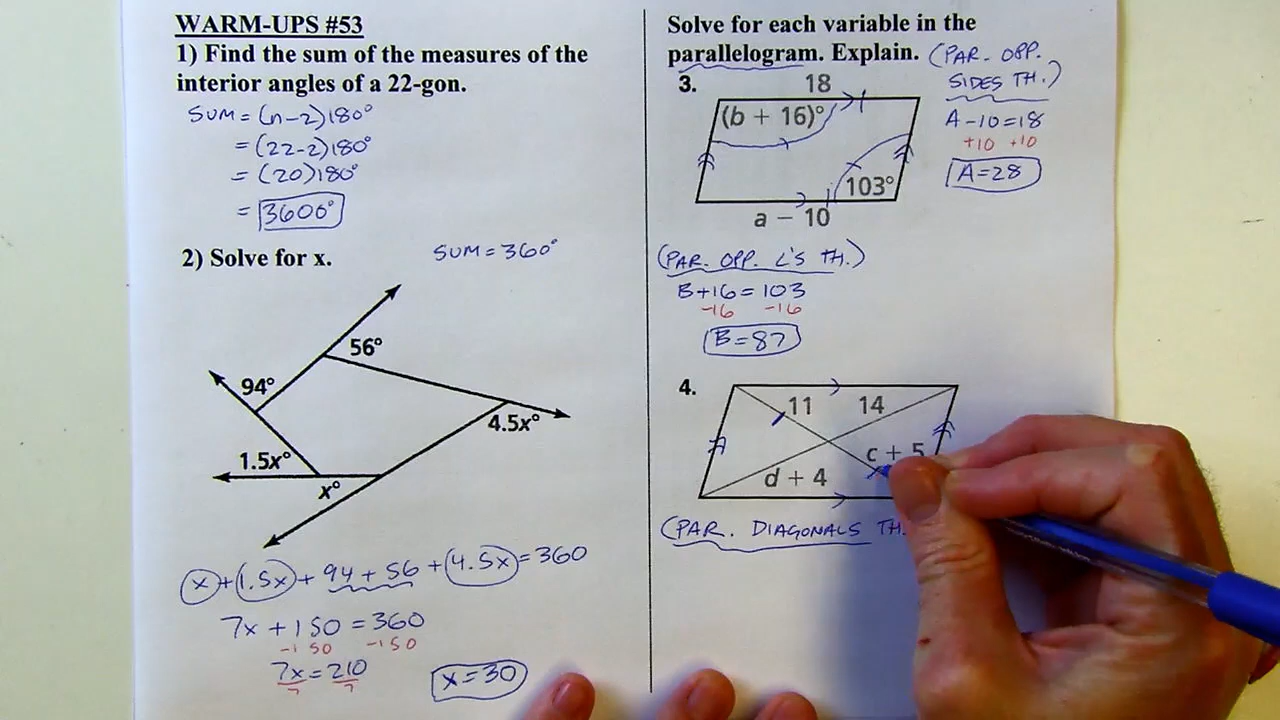 WARM-UPS #53
1) Find the sum of the measures of the
interior angles of a 22-gon.
SUM = (n-2)180°
= (22-2)180°
= (20)180°
= 3600°
2) Solve for x.
SUM = 360°
56°
94°
4.5x°
1.5x°
x°
x + 1.5x + 94 + 56 + 4.5x = 360
7x + 150 = 360
-150 -150
7x = 210
7 7
x = 30
Solve for each variable in the
parallelogram. Explain. (PAR. OPP.
SIDES TH.)
3.
18
(b + 16)°
103°
a − 10
A-10=18
+10 +10
A=28
(PAR. OPP. L'S TH.)
B+16 = 103
-16 -16
B=87
4.
11
14
c + 5
d + 4
(PAR. DIAGONALS TH.